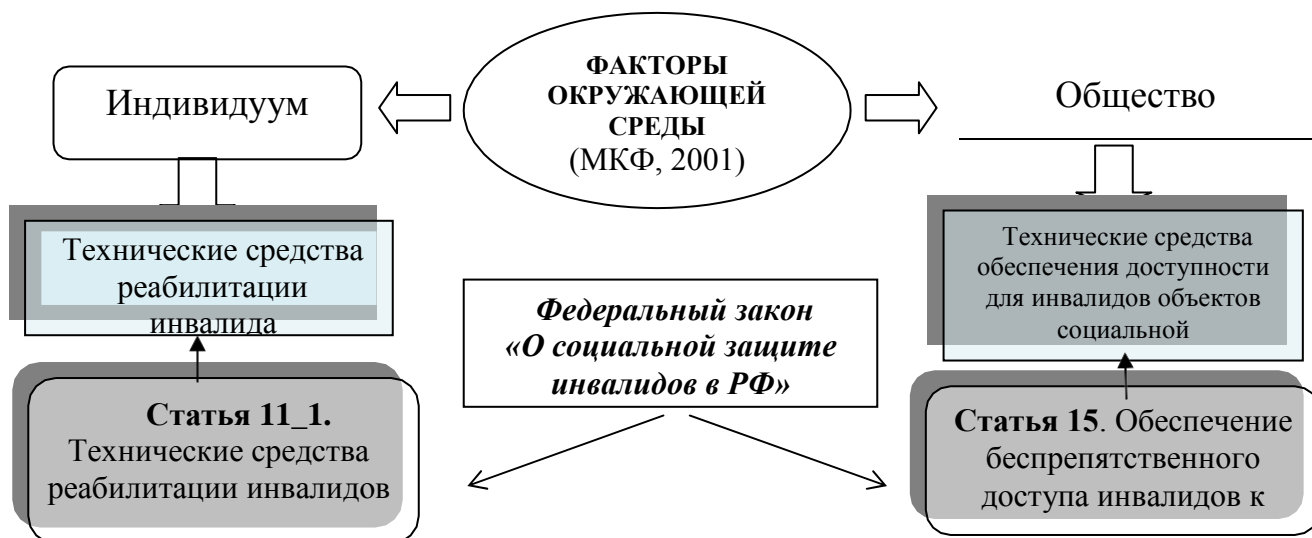 ФАКТОРЫ
ОКРУЖАЮЩЕЙ
СРЕДЫ
(МКФ, 2001)
Индивидуум
Общество
Технические средства
реабилитации
инвалида
Технические средства
обеспечения доступности
для инвалидов объектов
социальной
Федеральный закон
«О социальной защите
инвалидов в РФ»
Статья 11_1.
Технические средства
реабилитации инвалидов
Статья 15. Обеспечение
беспрепятственного
доступа инвалидов к